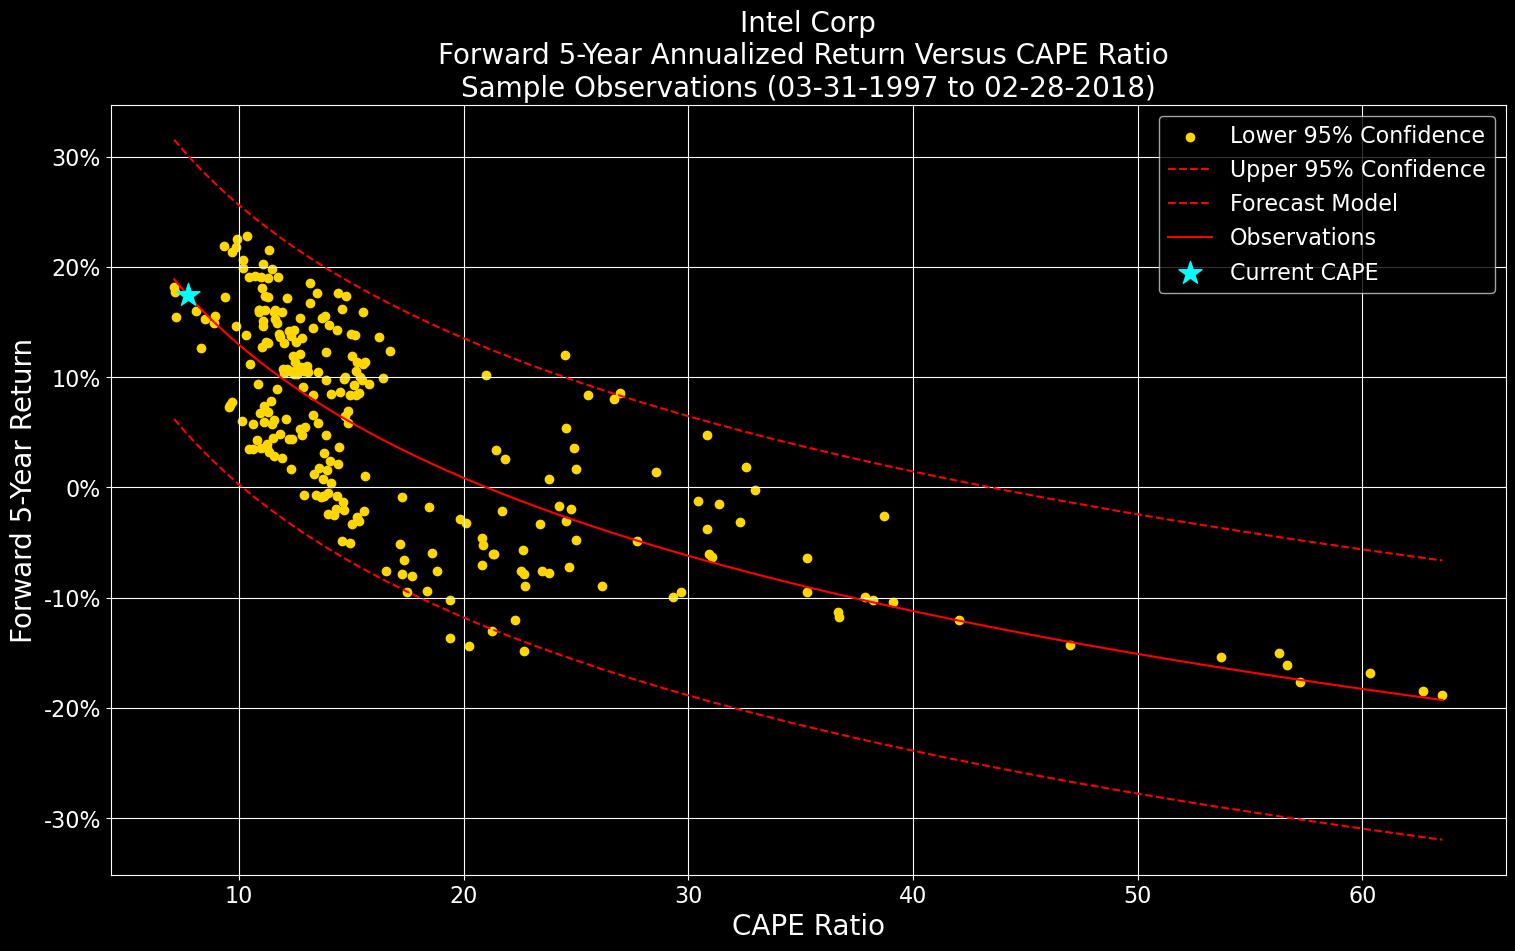 Intel Corp
Forward 5-Year Annualized Return Versus CAPE Ratio
Sample Observations (03-31-1997 to 02-28-2018)
Lower 95% Confidence
Upper 95% Confidence
Forecast Model
Observations
Current CAPE
Forward 5-Year Return
30%
20%
10%
0%
-10%
-20%
-30%
10 20 30 40 50 60
CAPE Ratio